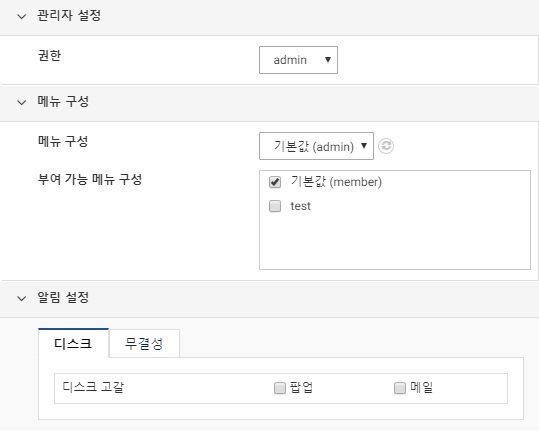 관리자 설정
권한 admin
메뉴 구성
메뉴 구성 기본값 (admin)
부여 가능 메뉴 구성 기본값 (member)
test
알림 설정
디스크 무결성
디스크 고갈 팝업 메일